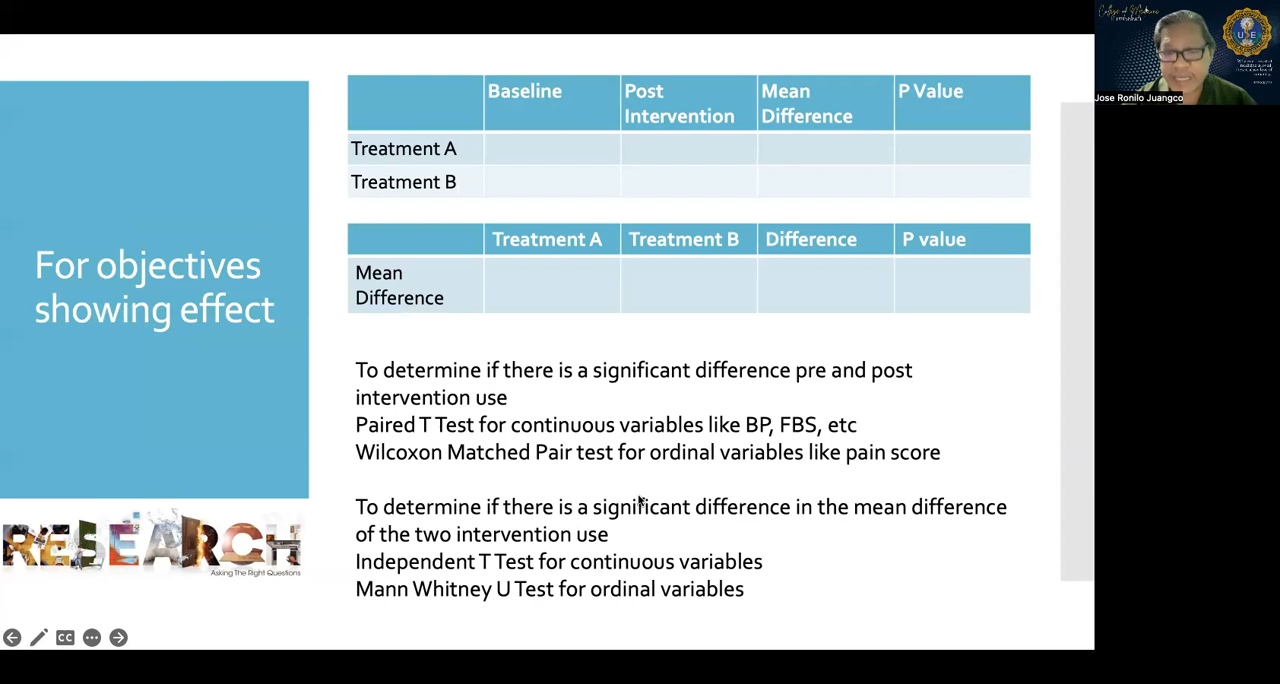 College of Medicine
U E
Jose Ronilo Juangco
For objectives
showing effect
RESEARCH
Asking The Right Questions
Baseline
Post
Intervention
Mean
Difference
P Value
Treatment A
Treatment B
Treatment A
Treatment B
Difference
P value
Mean
Difference
To determine if there is a significant difference pre and post
intervention use
Paired T Test for continuous variables like BP, FBS, etc
Wilcoxon Matched Pair test for ordinal variables like pain score
To determine if there is a significant difference in the mean difference
of the two intervention use
Independent T Test for continuous variables
Mann Whitney U Test for ordinal variables
CC